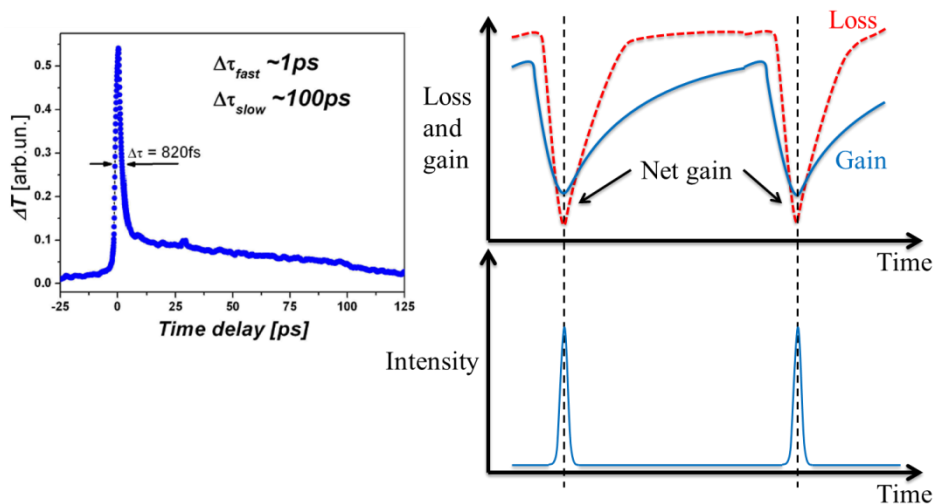 Δτfast ~1ps
Δτslow ~100ps
Δτ = 820fs
ΔT [arb.un.]
0.5
0.4
0.3
0.2
0.1
0.0
-25 0 25 50 75 100 125
Time delay [ps]
Loss
and
gain
Loss
Gain
Net gain
Time
Intensity
Time